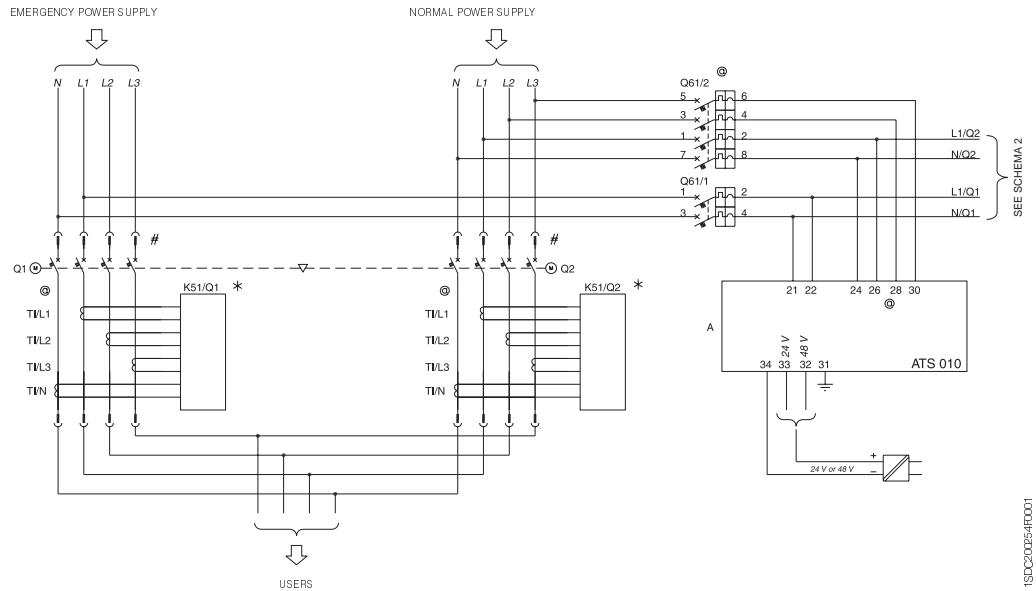 EMERGENCY POWER SUPPLY
NORMAL POWER SUPPLY
N L1 L2 L3
N L1 L2 L3
Q61/2
@
5 6
3 4
1 2 L1/Q2
7 8 N/Q2
Q61/1
1 2 L1/Q1
3 4 N/Q1
SEE SCHEMA 2
#
#
Q1 M
M Q2
@
K51/Q1 *
TI/L1
TI/L2
TI/L3
TI/N
@
K51/Q2 *
TI/L1
TI/L2
TI/L3
TI/N
21 22 24 26 28 30
@
A
24 V
48 V
ATS 010
34 33 32 31
+
24 V or 48 V
–
USERS
1SDC200254F0001